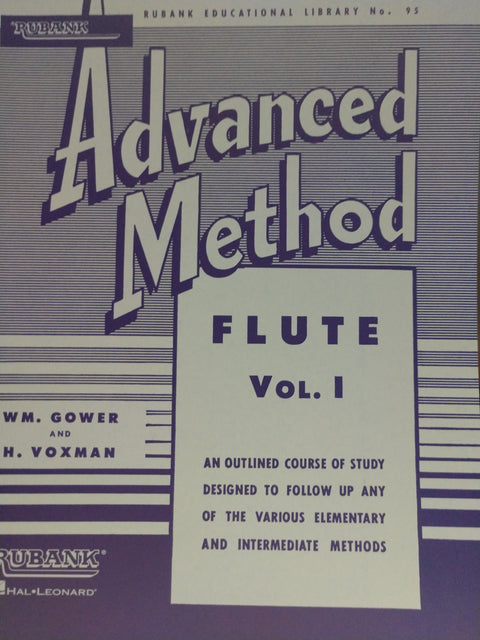 RUBANK EDUCATIONAL LIBRARY No. 95
RUBANK
Advanced
Method
FLUTE
VOL. I
WM. GOWER
AND
H. VOXMAN
AN OUTLINED COURSE OF STUDY
DESIGNED TO FOLLOW UP ANY
OF THE VARIOUS ELEMENTARY
AND INTERMEDIATE METHODS
RUBANK®
HAL•LEONARD®